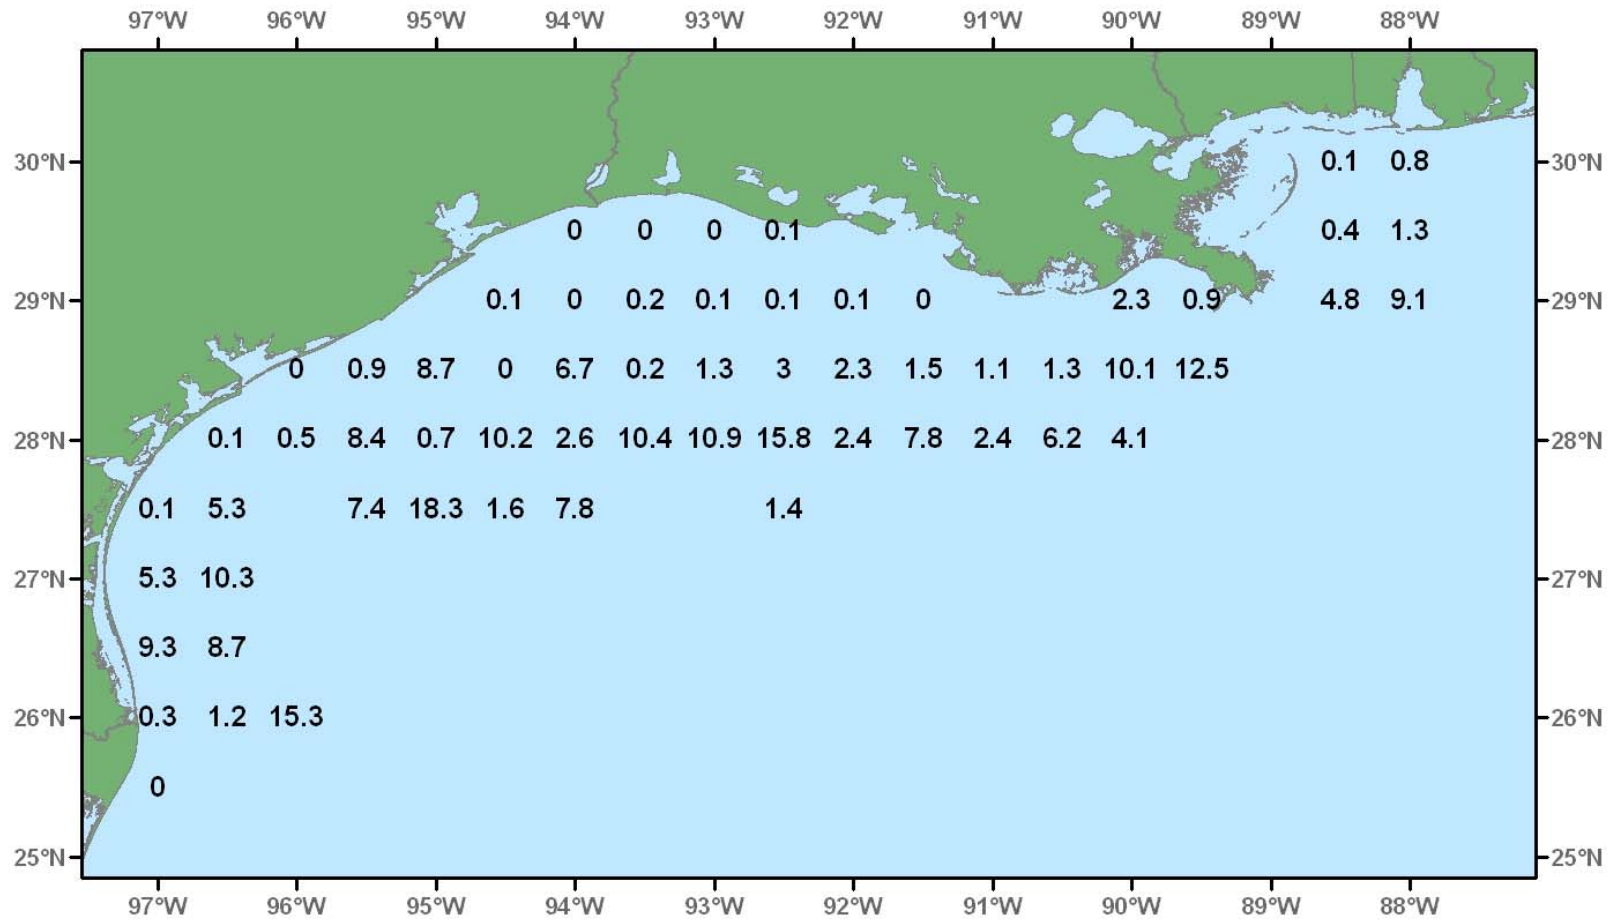 97°W 96°W 95°W 94°W 93°W 92°W 91°W 90°W 89°W 88°W
30°N 0.1 0.8 30°N
0 0 0 0.1 0.4 1.3
29°N 0.1 0 0.2 0.1 0.1 0.1 0 2.3 0.9 4.8 9.1 29°N
0 0.9 8.7 0 6.7 0.2 1.3 3 2.3 1.5 1.1 1.3 10.1 12.5
28°N 0.1 0.5 8.4 0.7 10.2 2.6 10.4 10.9 15.8 2.4 7.8 2.4 6.2 4.1 28°N
0.1 5.3 7.4 18.3 1.6 7.8 1.4
27°N 5.3 10.3 27°N
9.3 8.7
26°N 0.3 1.2 15.3 26°N
0
25°N 25°N
97°W 96°W 95°W 94°W 93°W 92°W 91°W 90°W 89°W 88°W